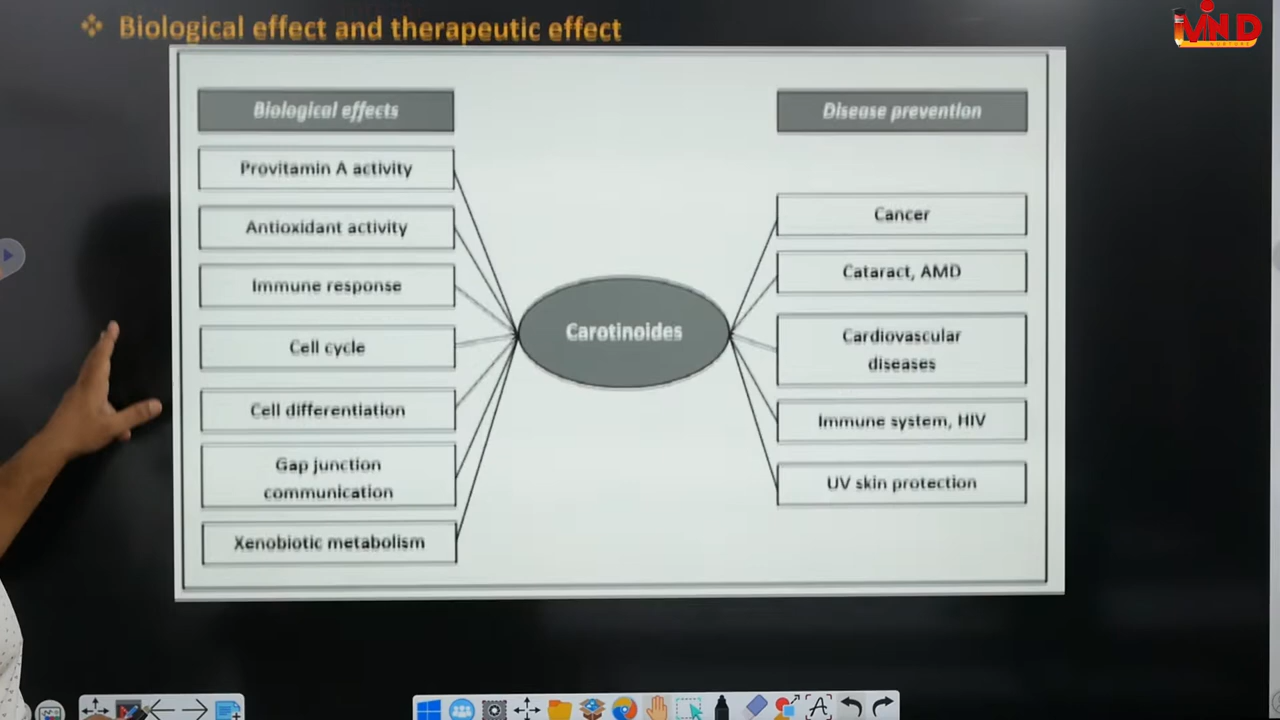 Biological effect and therapeutic effect
Biological effects
Provitamin A activity
Antioxidant activity
Immune response
Cell cycle
Cell differentiation
Gap junction
communication
Xenobiotic metabolism
Carotinoides
Disease prevention
Cancer
Cataract, AMD
Cardiovascular
diseases
Immune system, HIV
UV skin protection
MIND